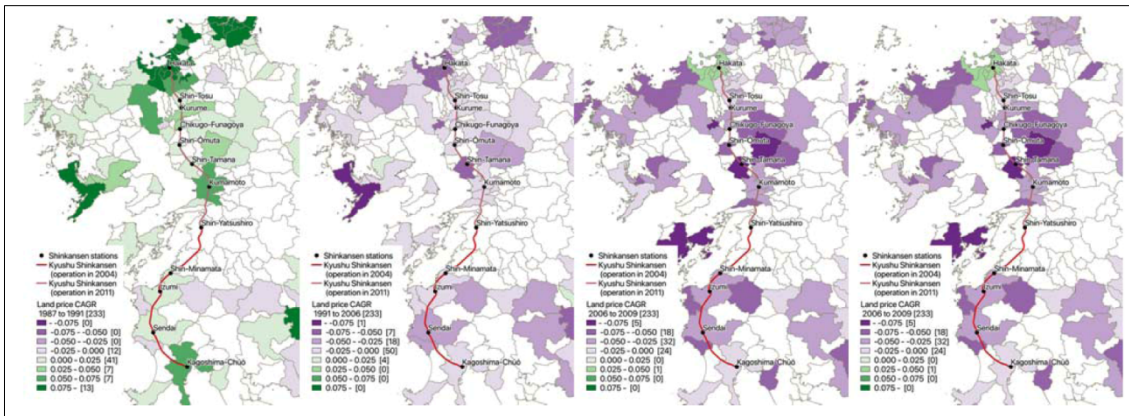 Hakata
Shin-Tosu
Kurume
Chikugo-Funagoya
Shin-Omuta
Shin-Tamana
Kumamoto
Shin-Yatsushiro
Shin-Minamata
Izumi
Sendai
Kagoshima-Chuō
Shinkansen stations
Kyushu Shinkansen
(operation in 2004)
Kyushu Shinkansen
(operation in 2011)
Land price CAGR
1987 to 1991 [233]
- -0.075 [0]
-0.075 - -0.050 [0]
-0.050 - -0.025 [0]
-0.025 - 0.000 [12]
0.000 - 0.025 [41]
0.025 - 0.050 [7]
0.050 - 0.075 [7]
0.075 - [13]
Hakata
Shin-Tosu
Kurume
Chikugo-Funagoya
Shin-Omuta
Shin-Tamana
Kumamoto
Shin-Yatsushiro
Shin-Minamata
Izumi
Sendai
Kagoshima-Chuō
Shinkansen stations
Kyushu Shinkansen
(operation in 2004)
Kyushu Shinkansen
(operation in 2011)
Land price CAGR
1991 to 2006 [233]
- -0.075 [1]
-0.075 - -0.050 [7]
-0.050 - -0.025 [18]
-0.025 - 0.000 [50]
0.000 - 0.025 [4]
0.025 - 0.050 [0]
0.050 - 0.075 [0]
0.075 - [0]
Hakata
Shin-Tosu
Kurume
Chikugo-Funagoya
Shin-Omuta
Shin-Tamana
Kumamoto
Shin-Yatsushiro
Shin-Minamata
Izumi
Sendai
Kagoshima-Chuō
Shinkansen stations
Kyushu Shinkansen
(operation in 2004)
Kyushu Shinkansen
(operation in 2011)
Land price CAGR
2006 to 2009 [233]
- -0.075 [5]
-0.075 - -0.050 [18]
-0.050 - -0.025 [32]
-0.025 - 0.000 [24]
0.000 - 0.025 [0]
0.025 - 0.050 [1]
0.050 - 0.075 [0]
0.075 - [0]
Hakata
Shin-Tosu
Kurume
Chikugo-Funagoya
Shin-Omuta
Shin-Tamana
Kumamoto
Shin-Yatsushiro
Shin-Minamata
Izumi
Sendai
Kagoshima-Chuō
Shinkansen stations
Kyushu Shinkansen
(operation in 2004)
Kyushu Shinkansen
(operation in 2011)
Land price CAGR
2006 to 2009 [233]
- -0.075 [5]
-0.075 - -0.050 [18]
-0.050 - -0.025 [32]
-0.025 - 0.000 [24]
0.000 - 0.025 [0]
0.025 - 0.050 [1]
0.050 - 0.075 [0]
0.075 - [0]